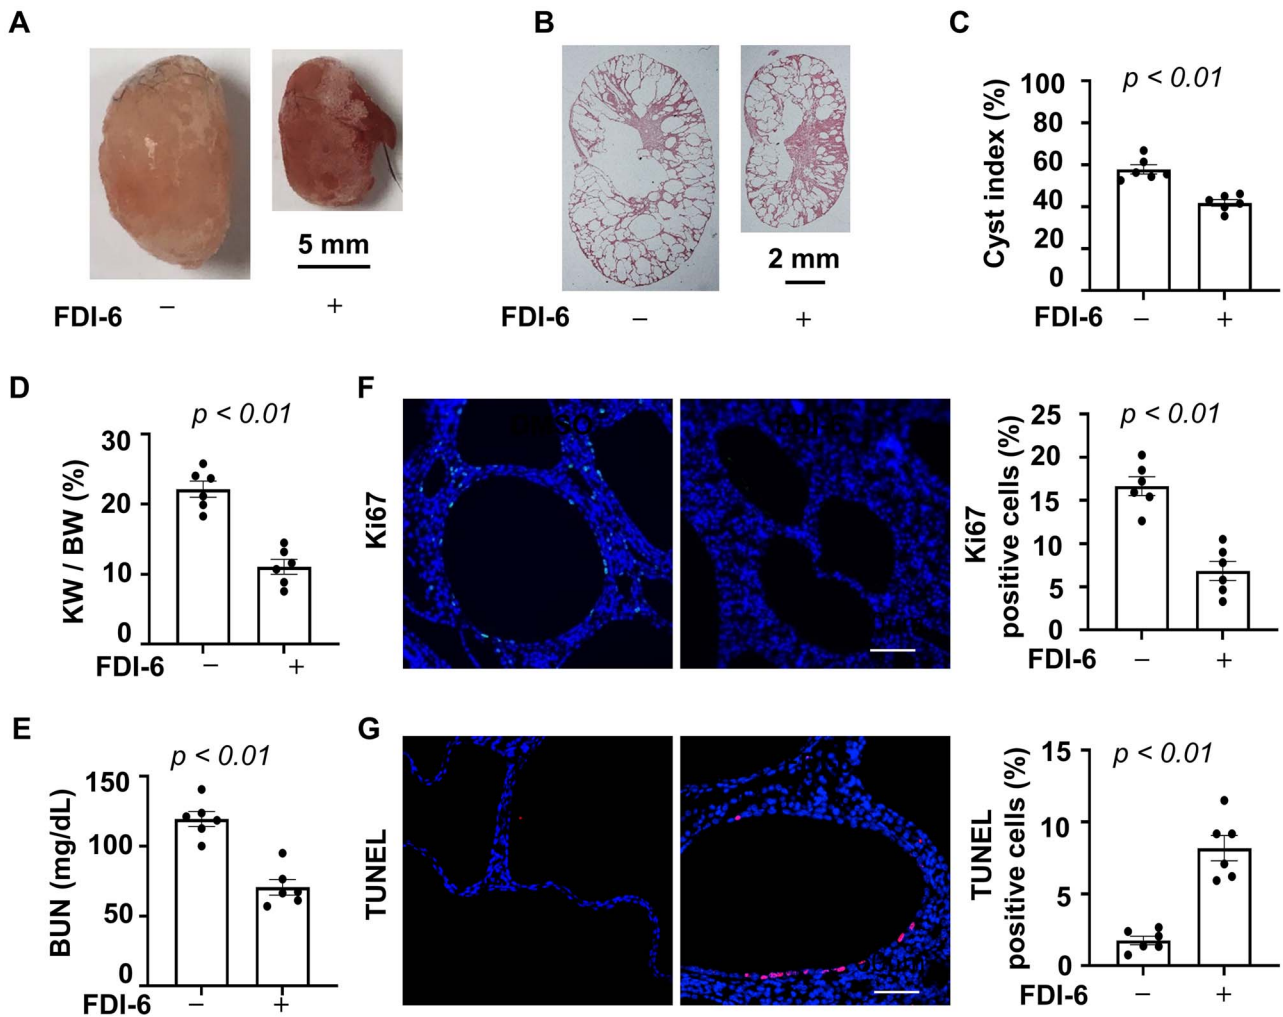 A
5 mm
FDI-6 − +
B
2 mm
FDI-6 − +
C
p < 0.01
Cyst index (%)
100
80
60
40
20
0
FDI-6 − +
D
p < 0.01
KW / BW (%)
30
20
10
0
FDI-6 − +
E
p < 0.01
BUN (mg/dL)
150
100
50
0
FDI-6 − +
F
DMSO
Ki67
p < 0.01
Ki67
positive cells (%)
25
20
15
10
5
0
FDI-6 − +
G
TUNEL
p < 0.01
TUNEL
positive cells (%)
15
10
5
0
FDI-6 − +